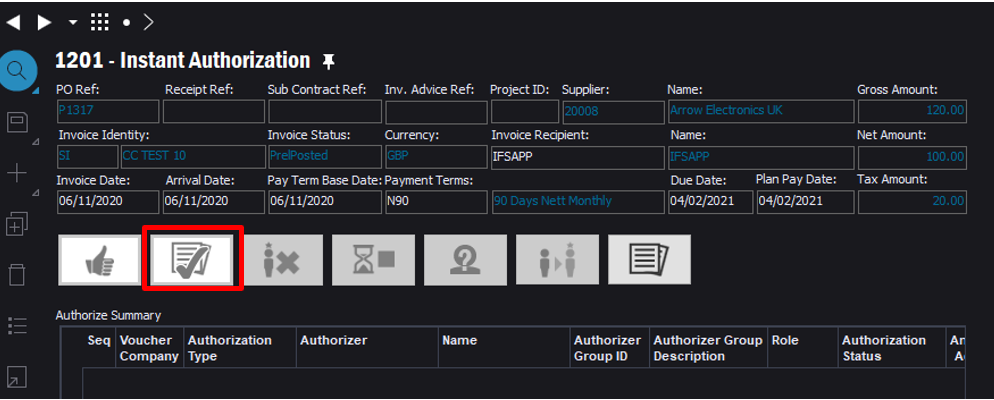 1201 - Instant Authorization
PO Ref: Receipt Ref: Sub Contract Ref: Inv. Advice Ref: Project ID: Supplier: Name: Gross Amount:
P1317 20008 Arrow Electronics UK 120.00
Invoice Identity: Invoice Status: Currency: Invoice Recipient: Name: Net Amount:
SI CC TEST 10 PrelPosted GBP IFSAPP IFSAPP 100.00
Invoice Date: Arrival Date: Pay Term Base Date: Payment Terms: Due Date: Plan Pay Date: Tax Amount:
06/11/2020 06/11/2020 06/11/2020 N90 90 Days Nett Monthly 04/02/2021 04/02/2021 20.00
Authorize Summary
Seq Voucher Authorization Authorizer Name Authorizer Authorizer Group Role Authorization An
Company Type Group ID Description Status A